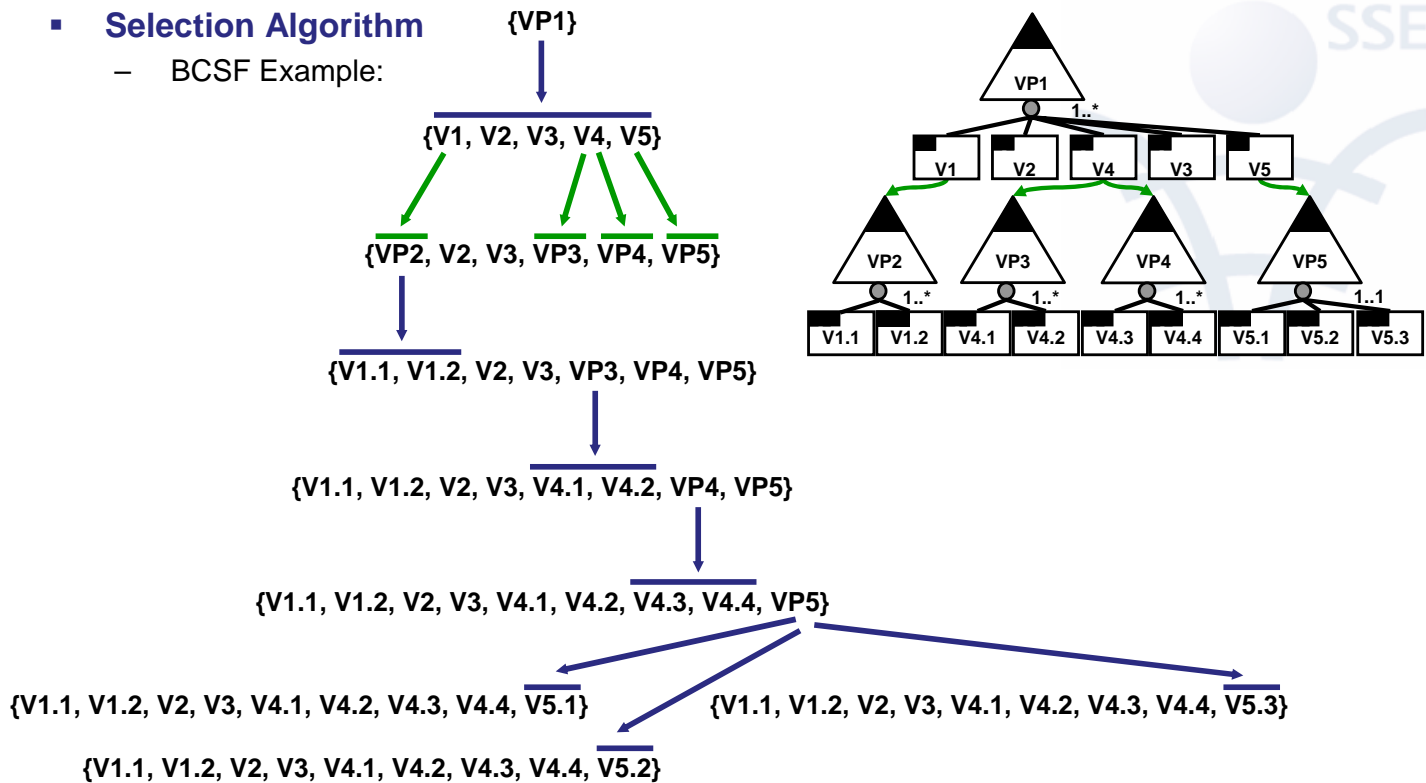 ▪ Selection Algorithm
– BCSF Example:
{VP1}
{V1, V2, V3, V4, V5}
{VP2, V2, V3, VP3, VP4, VP5}
{V1.1, V1.2, V2, V3, VP3, VP4, VP5}
{V1.1, V1.2, V2, V3, V4.1, V4.2, VP4, VP5}
{V1.1, V1.2, V2, V3, V4.1, V4.2, V4.3, V4.4, VP5}
{V1.1, V1.2, V2, V3, V4.1, V4.2, V4.3, V4.4, V5.1}
{V1.1, V1.2, V2, V3, V4.1, V4.2, V4.3, V4.4, V5.3}
{V1.1, V1.2, V2, V3, V4.1, V4.2, V4.3, V4.4, V5.2}
SSE
VP1
1..*
V1 V2 V4 V3 V5
VP2 VP3 VP4 VP5
1..* 1..* 1..* 1..1
V1.1 V1.2 V4.1 V4.2 V4.3 V4.4 V5.1 V5.2 V5.3